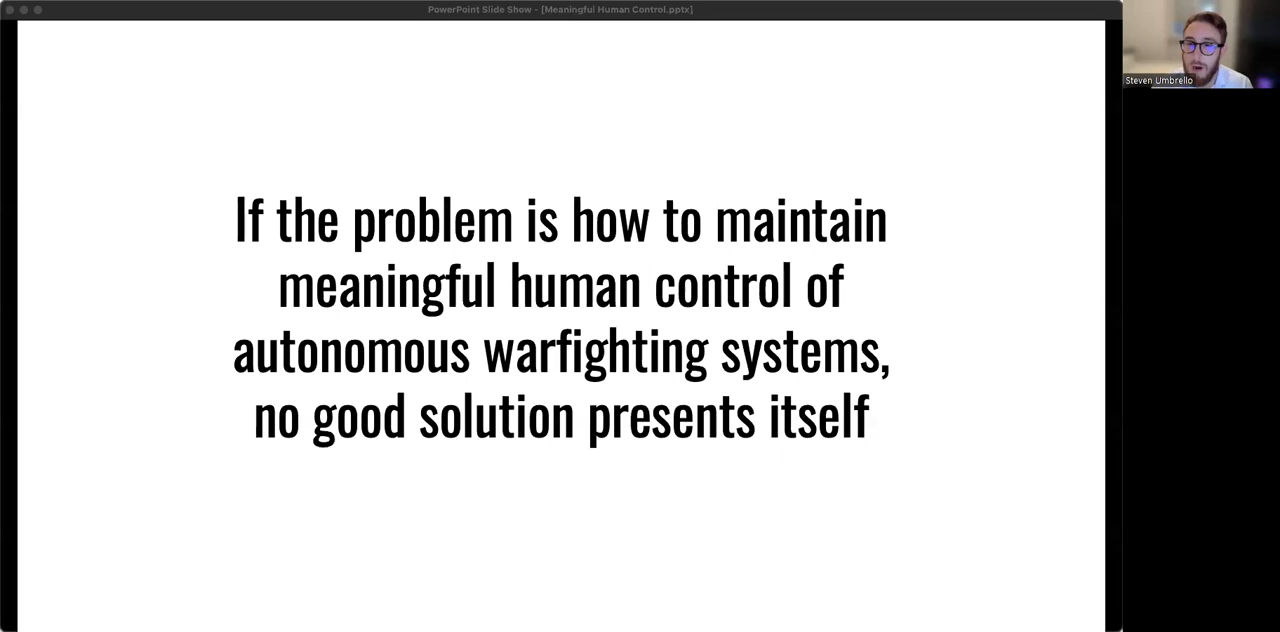 PowerPoint Slide Show - [Meaningful Human Control.pptx]
If the problem is how to maintain
meaningful human control of
autonomous warfighting systems,
no good solution presents itself
Steven Umbrello